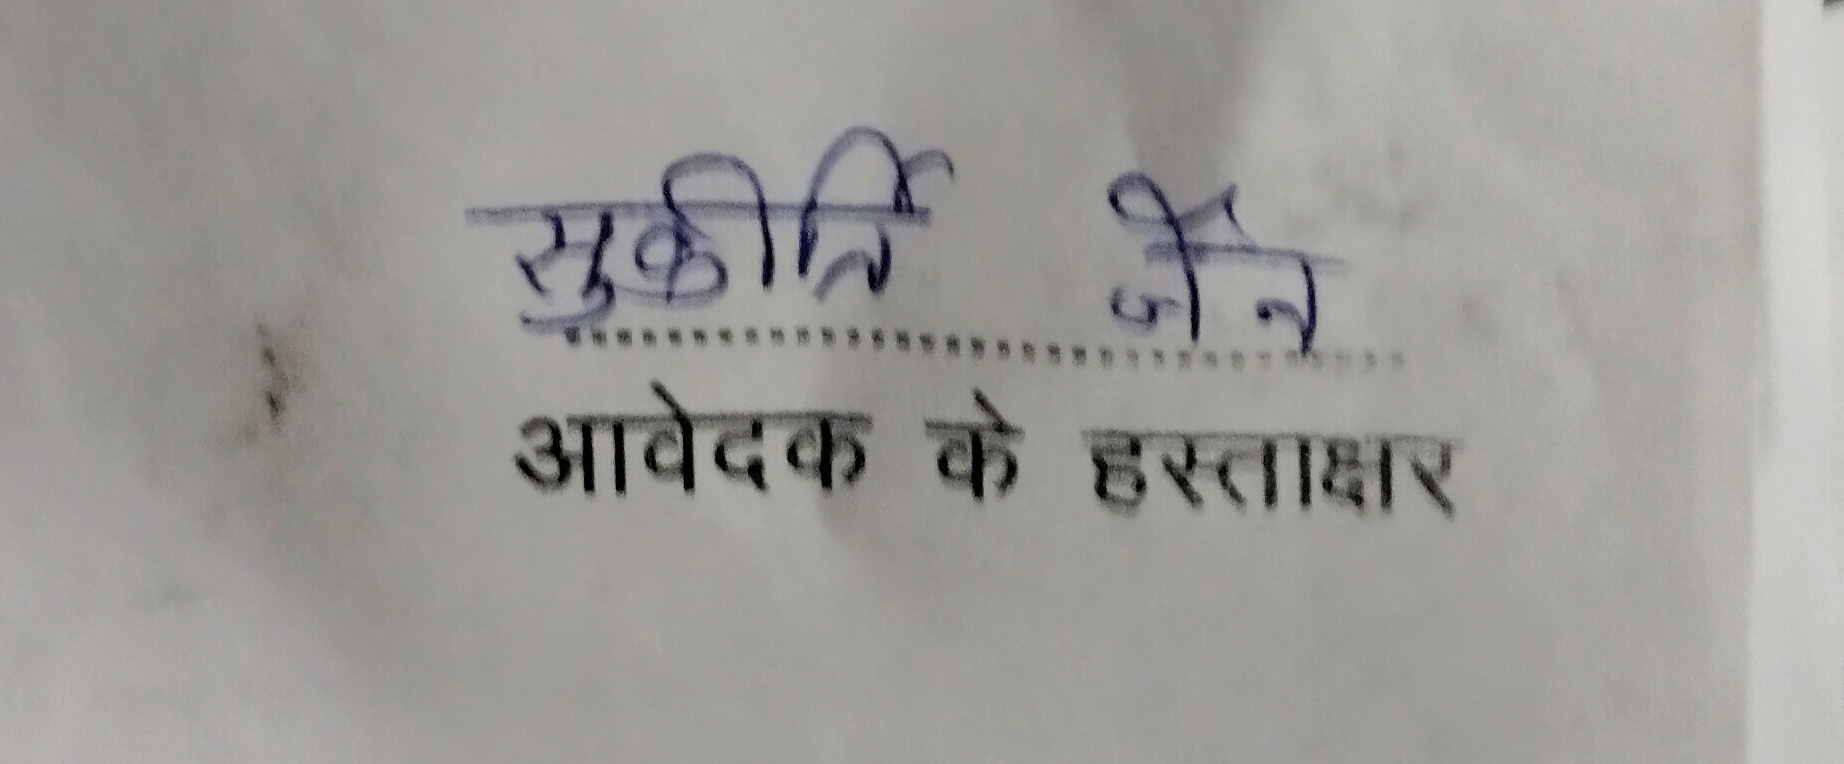 सुकीर्ति जैन
आवेदक के हस्ताक्षर